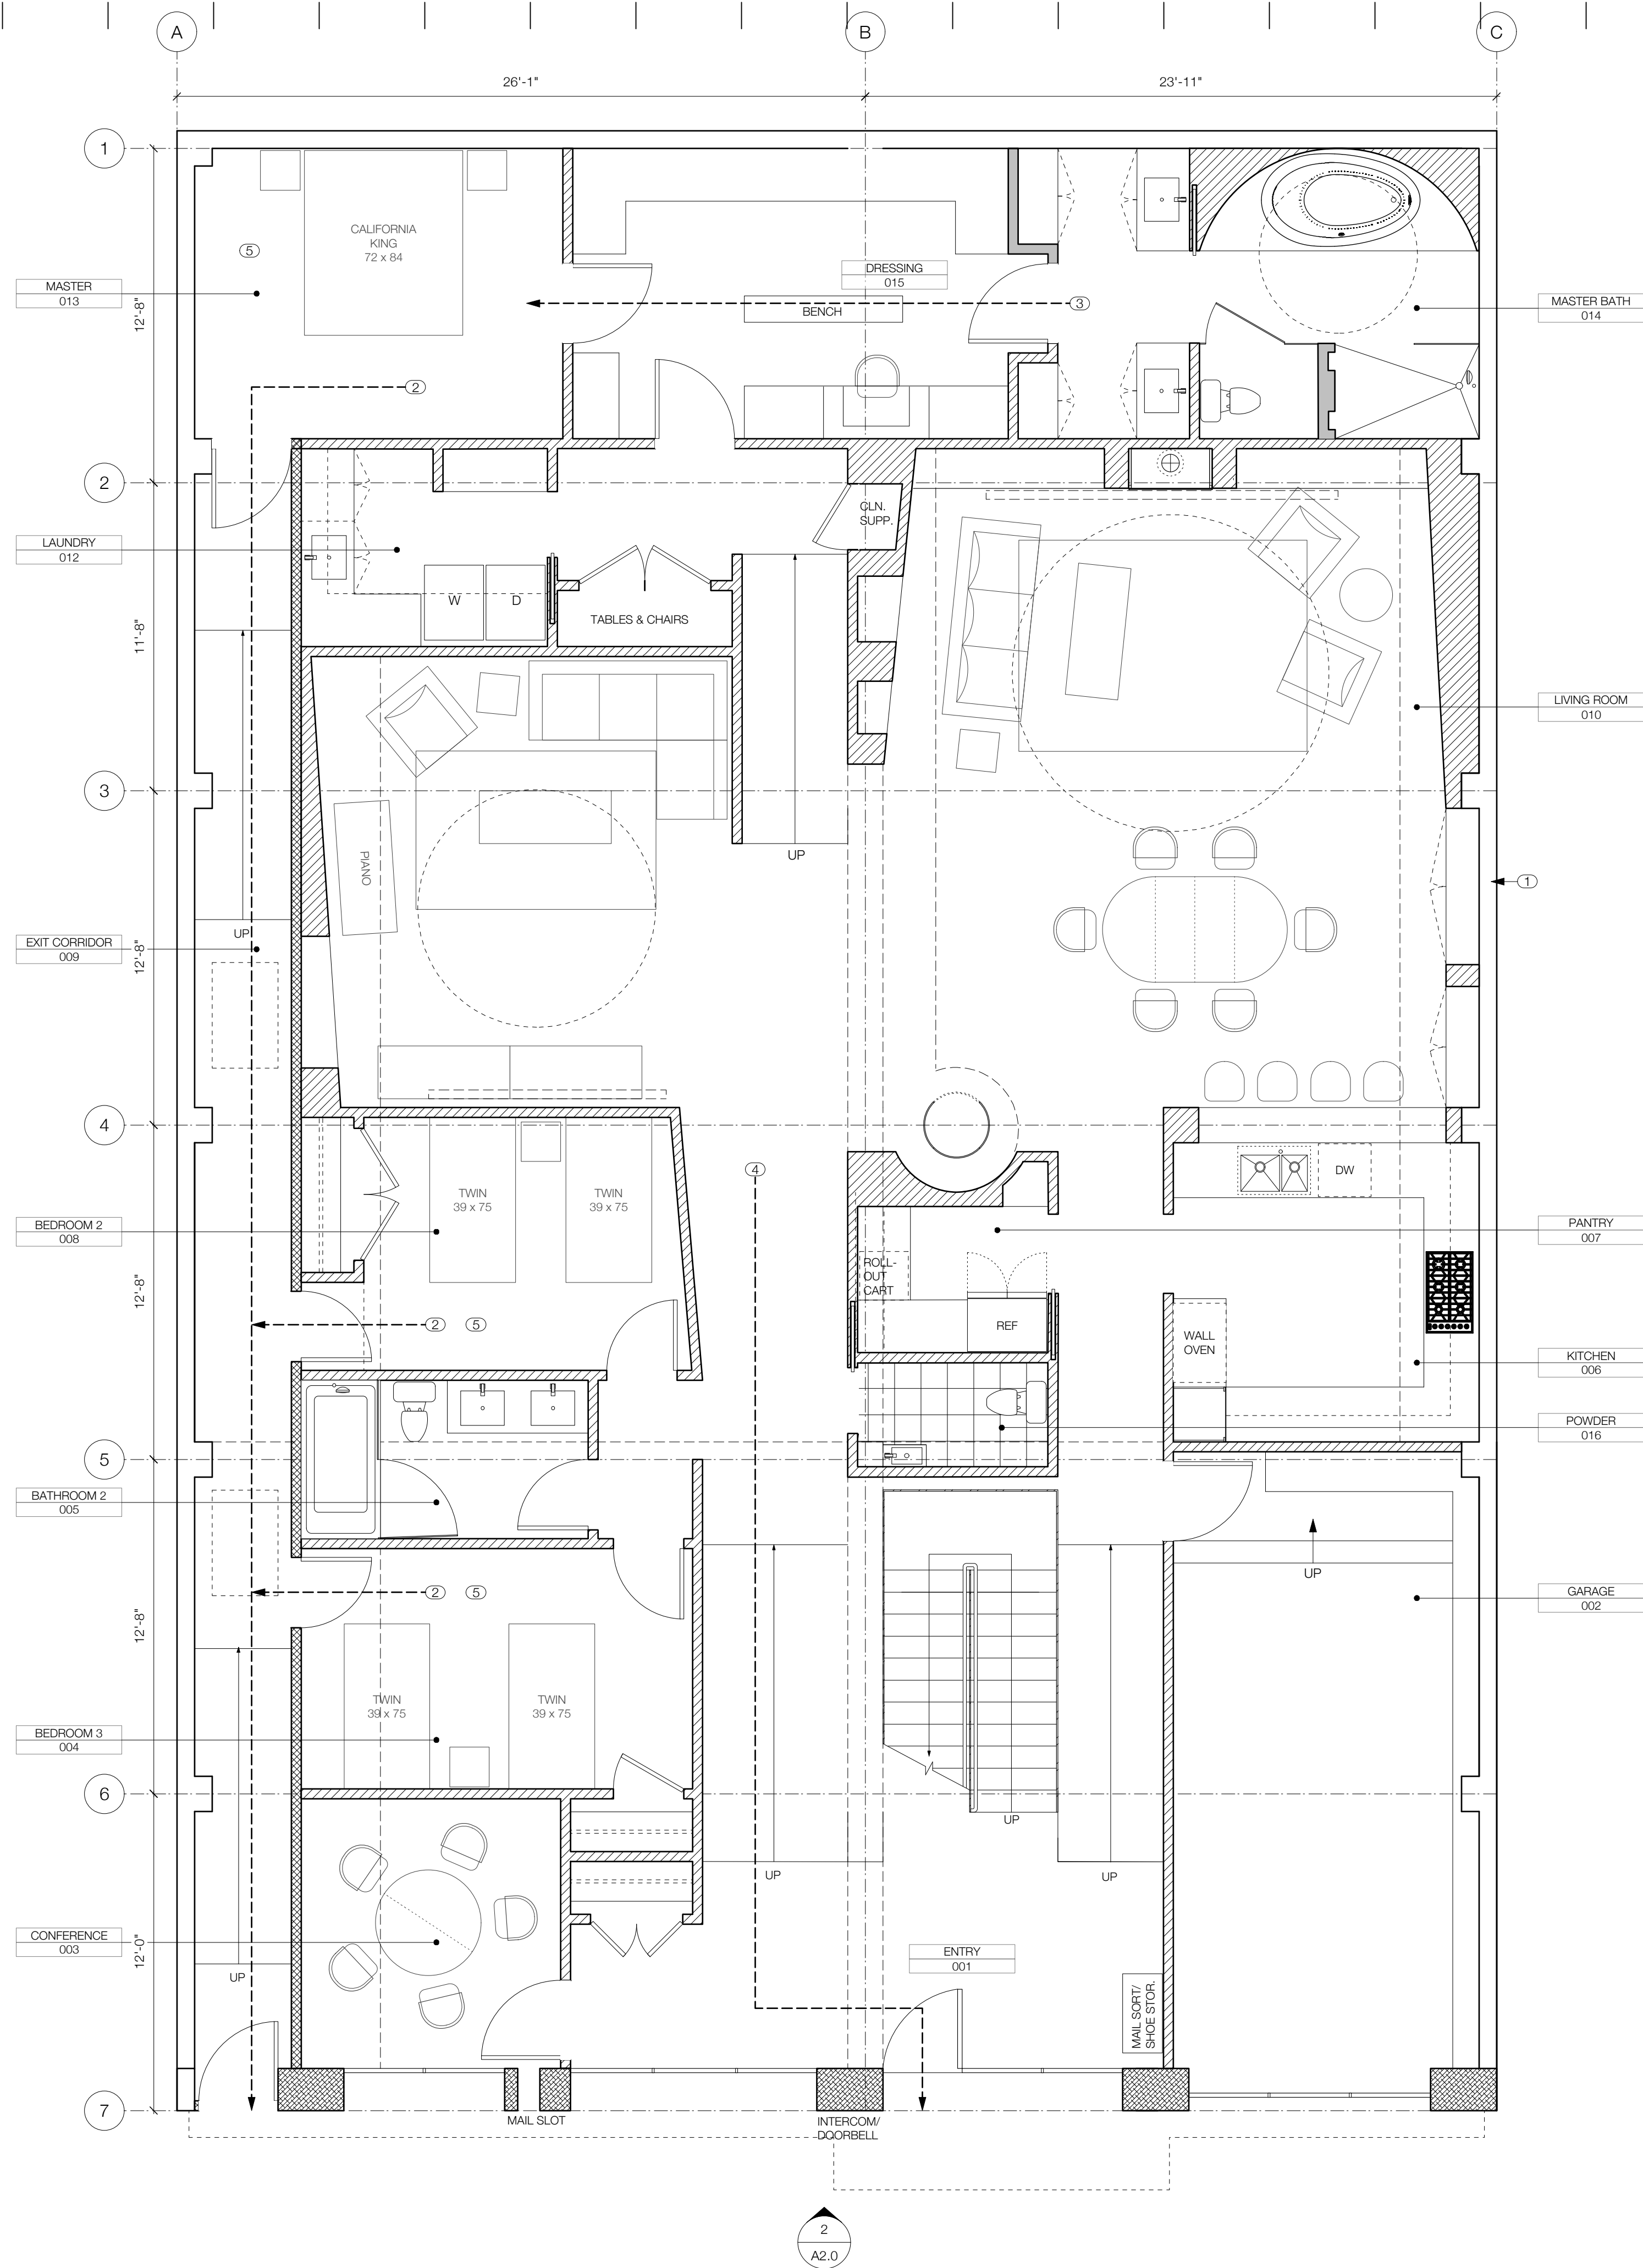 A
B
C
26'-1"
23'-11"
1
CALIFORNIA
KING
72 x 84
5
DRESSING
015
MASTER
013
12'-8"
BENCH
3
MASTER BATH
014
2
2
CLN.
SUPP.
LAUNDRY
012
W
D
TABLES & CHAIRS
11'-8"
LIVING ROOM
010
3
UP
PIANO
1
UP
EXIT CORRIDOR
009
12'-8"
4
4
DW
TWIN
39 x 75
TWIN
39 x 75
BEDROOM 2
008
PANTRY
007
ROLL-
OUT
CART
12'-8"
2
5
REF
WALL
OVEN
KITCHEN
006
POWDER
016
5
BATHROOM 2
005
UP
2
5
GARAGE
002
12'-8"
TWIN
39 x 75
TWIN
39 x 75
BEDROOM 3
004
6
UP
UP
UP
CONFERENCE
003
12'-0"
ENTRY
001
UP
MAIL SORT/
SHOE STOR.
7
MAIL SLOT
INTERCOM/
DOORBELL
2
A2.0